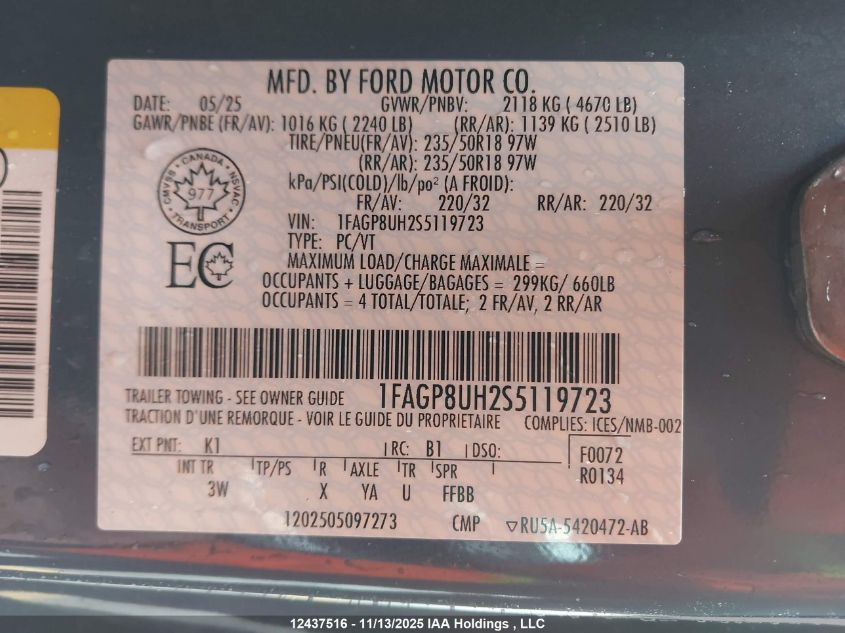 MFD. BY FORD MOTOR CO.
DATE: 05/25 GVWR/PNBV: 2118 KG ( 4670 LB)
GAWR/PNBE (FR/AV): 1016 KG ( 2240 LB) (RR/AR): 1139 KG ( 2510 LB)
TIRE/PNEU(FR/AV): 235/50R18 97W
(RR/AR): 235/50R18 97W
kPa/PSI(COLD)/lb/po² (A FROID):
FR/AV: 220/32 RR/AR: 220/32
CMVSS • CANADA • NSVAC • TRANSPORT •
977
VIN: 1FAGP8UH2S5119723
TYPE: PC/VT
EC
MAXIMUM LOAD/CHARGE MAXIMALE =
OCCUPANTS + LUGGAGE/BAGAGES = 299KG/ 660LB
OCCUPANTS = 4 TOTAL/TOTALE; 2 FR/AV, 2 RR/AR
TRAILER TOWING - SEE OWNER GUIDE 1FAGP8UH2S5119723
TRACTION D'UNE REMORQUE - VOIR LE GUIDE DU PROPRIETAIRE COMPLIES: ICES/NMB-002
EXT PNT: K1 RC: B1 DSO: F0072
R0134
INT TR TP/PS R AXLE TR SPR
3W X YA U FFBB
1202505097273 CMP ▽RU5A-5420472-AB
12437516 - 11/13/2025 IAA Holdings, LLC